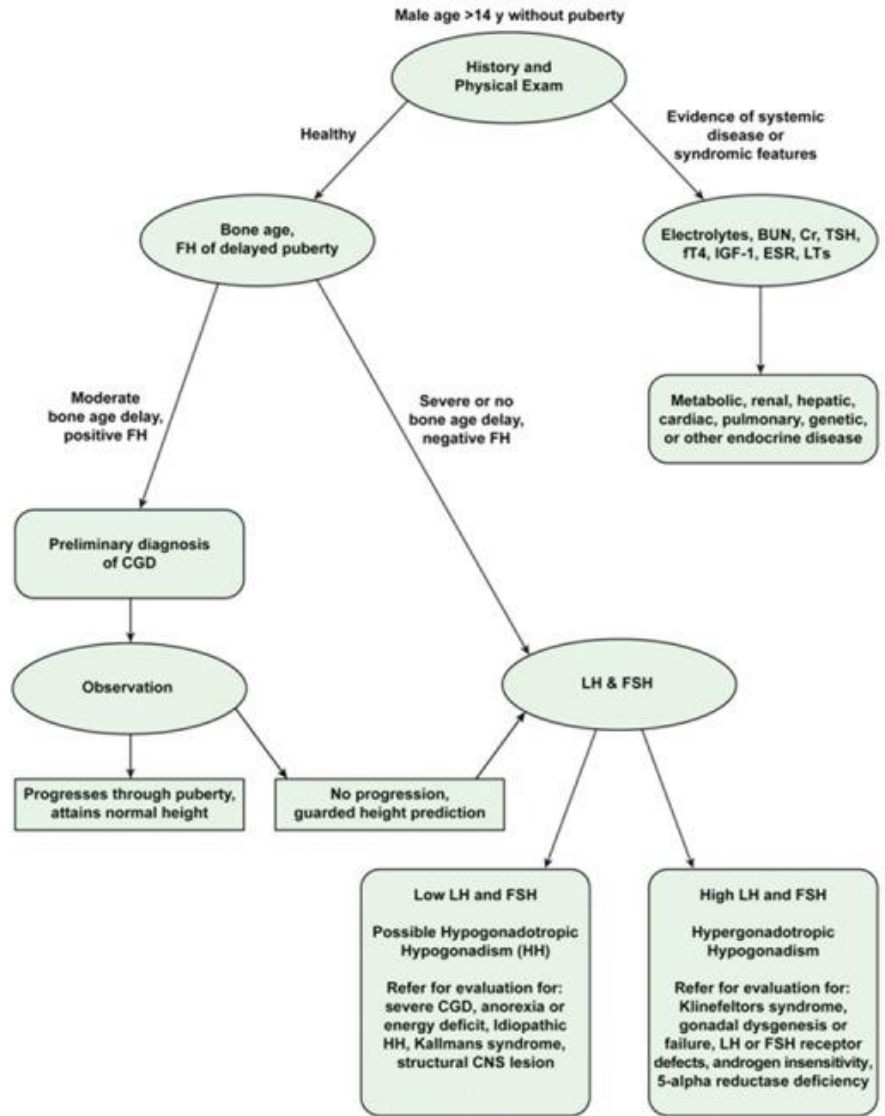 Male age >14 y without puberty
History and
Physical Exam
Healthy
Evidence of systemic
disease or
syndromic features
Bone age,
FH of delayed puberty
Electrolytes, BUN, Cr, TSH,
fT4, IGF-1, ESR, LTs
Moderate
bone age delay,
positive FH
Severe or no
bone age delay,
negative FH
Metabolic, renal, hepatic,
cardiac, pulmonary, genetic,
or other endocrine disease
Preliminary diagnosis
of CGD
Observation
LH & FSH
Progresses through puberty,
attains normal height
No progression,
guarded height prediction
Low LH and FSH
Possible Hypogonadotropic
Hypogonadism (HH)
Refer for evaluation for:
severe CGD, anorexia or
energy deficit, Idiopathic
HH, Kallmans syndrome,
structural CNS lesion
High LH and FSH
Hypergonadotropic
Hypogonadism
Refer for evaluation for:
Klinefeltors syndrome,
gonadal dysgenesis or
failure, LH or FSH receptor
defects, androgen insensitivity,
5-alpha reductase deficiency